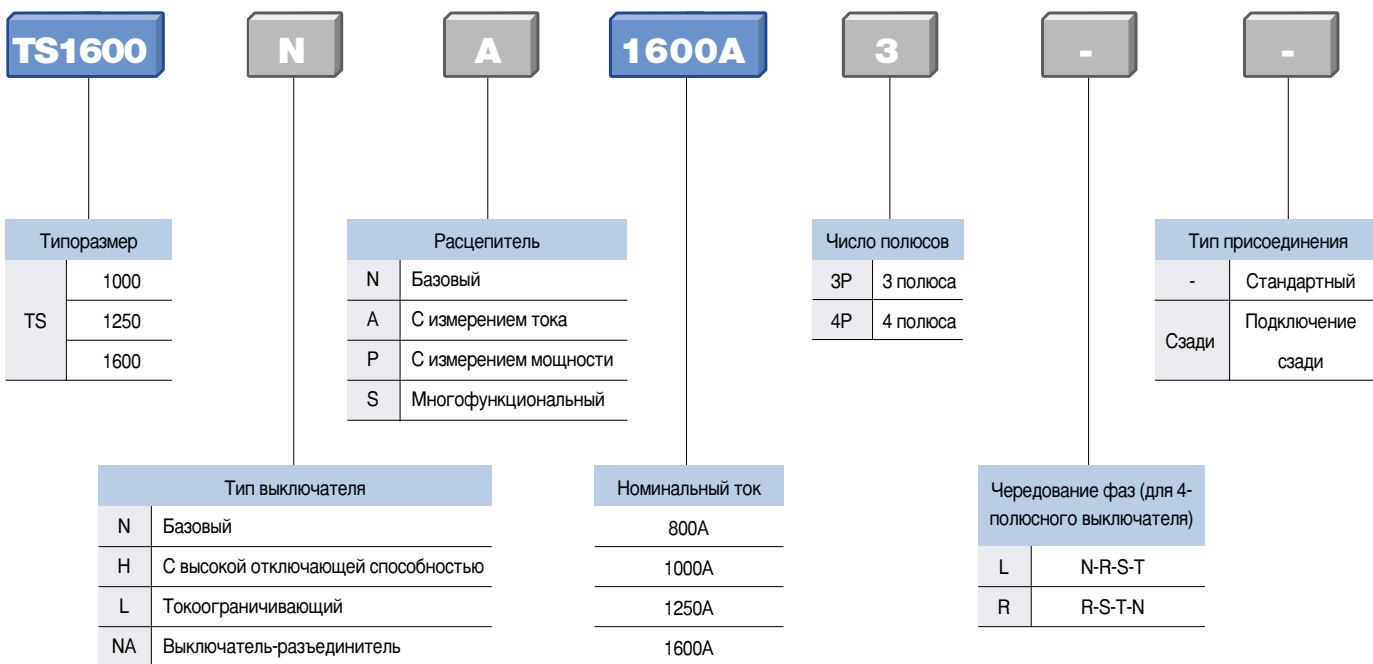 TS1600 N A 1600A 3 - -
Типоразмер
TS
1000
1250
1600
Расцепитель
N Базовый
A С измерением тока
P С измерением мощности
S Многофункциональный
Число полюсов
3P 3 полюса
4P 4 полюса
Тип присоединения
- Стандартный
Сзади
Подключение
сзади
Тип выключателя
N Базовый
H С высокой отключающей способностью
L Токоограничивающий
NA Выключатель-разъединитель
Номинальный ток
800A
1000A
1250A
1600A
Чередование фаз (для 4-
полюсного выключателя)
L N-R-S-T
R R-S-T-N